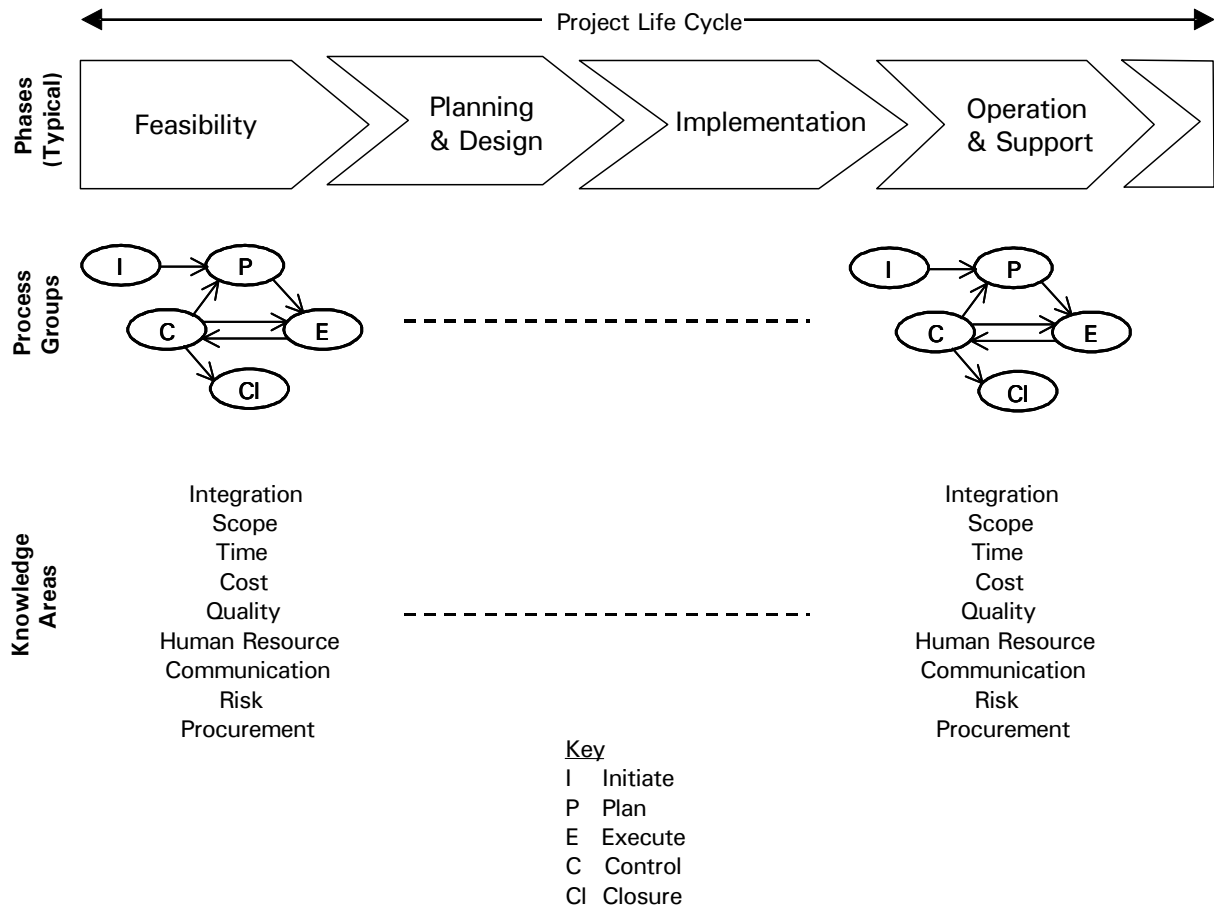 Project Life Cycle
Phases
(Typical)
Feasibility
Planning
& Design
Implementation
Operation
& Support
Process
Groups
I
P
C
E
Cl
I
P
C
E
Cl
Knowledge
Areas
Integration
Scope
Time
Cost
Quality
Human Resource
Communication
Risk
Procurement
Integration
Scope
Time
Cost
Quality
Human Resource
Communication
Risk
Procurement
Key
I Initiate
P Plan
E Execute
C Control
Cl Closure